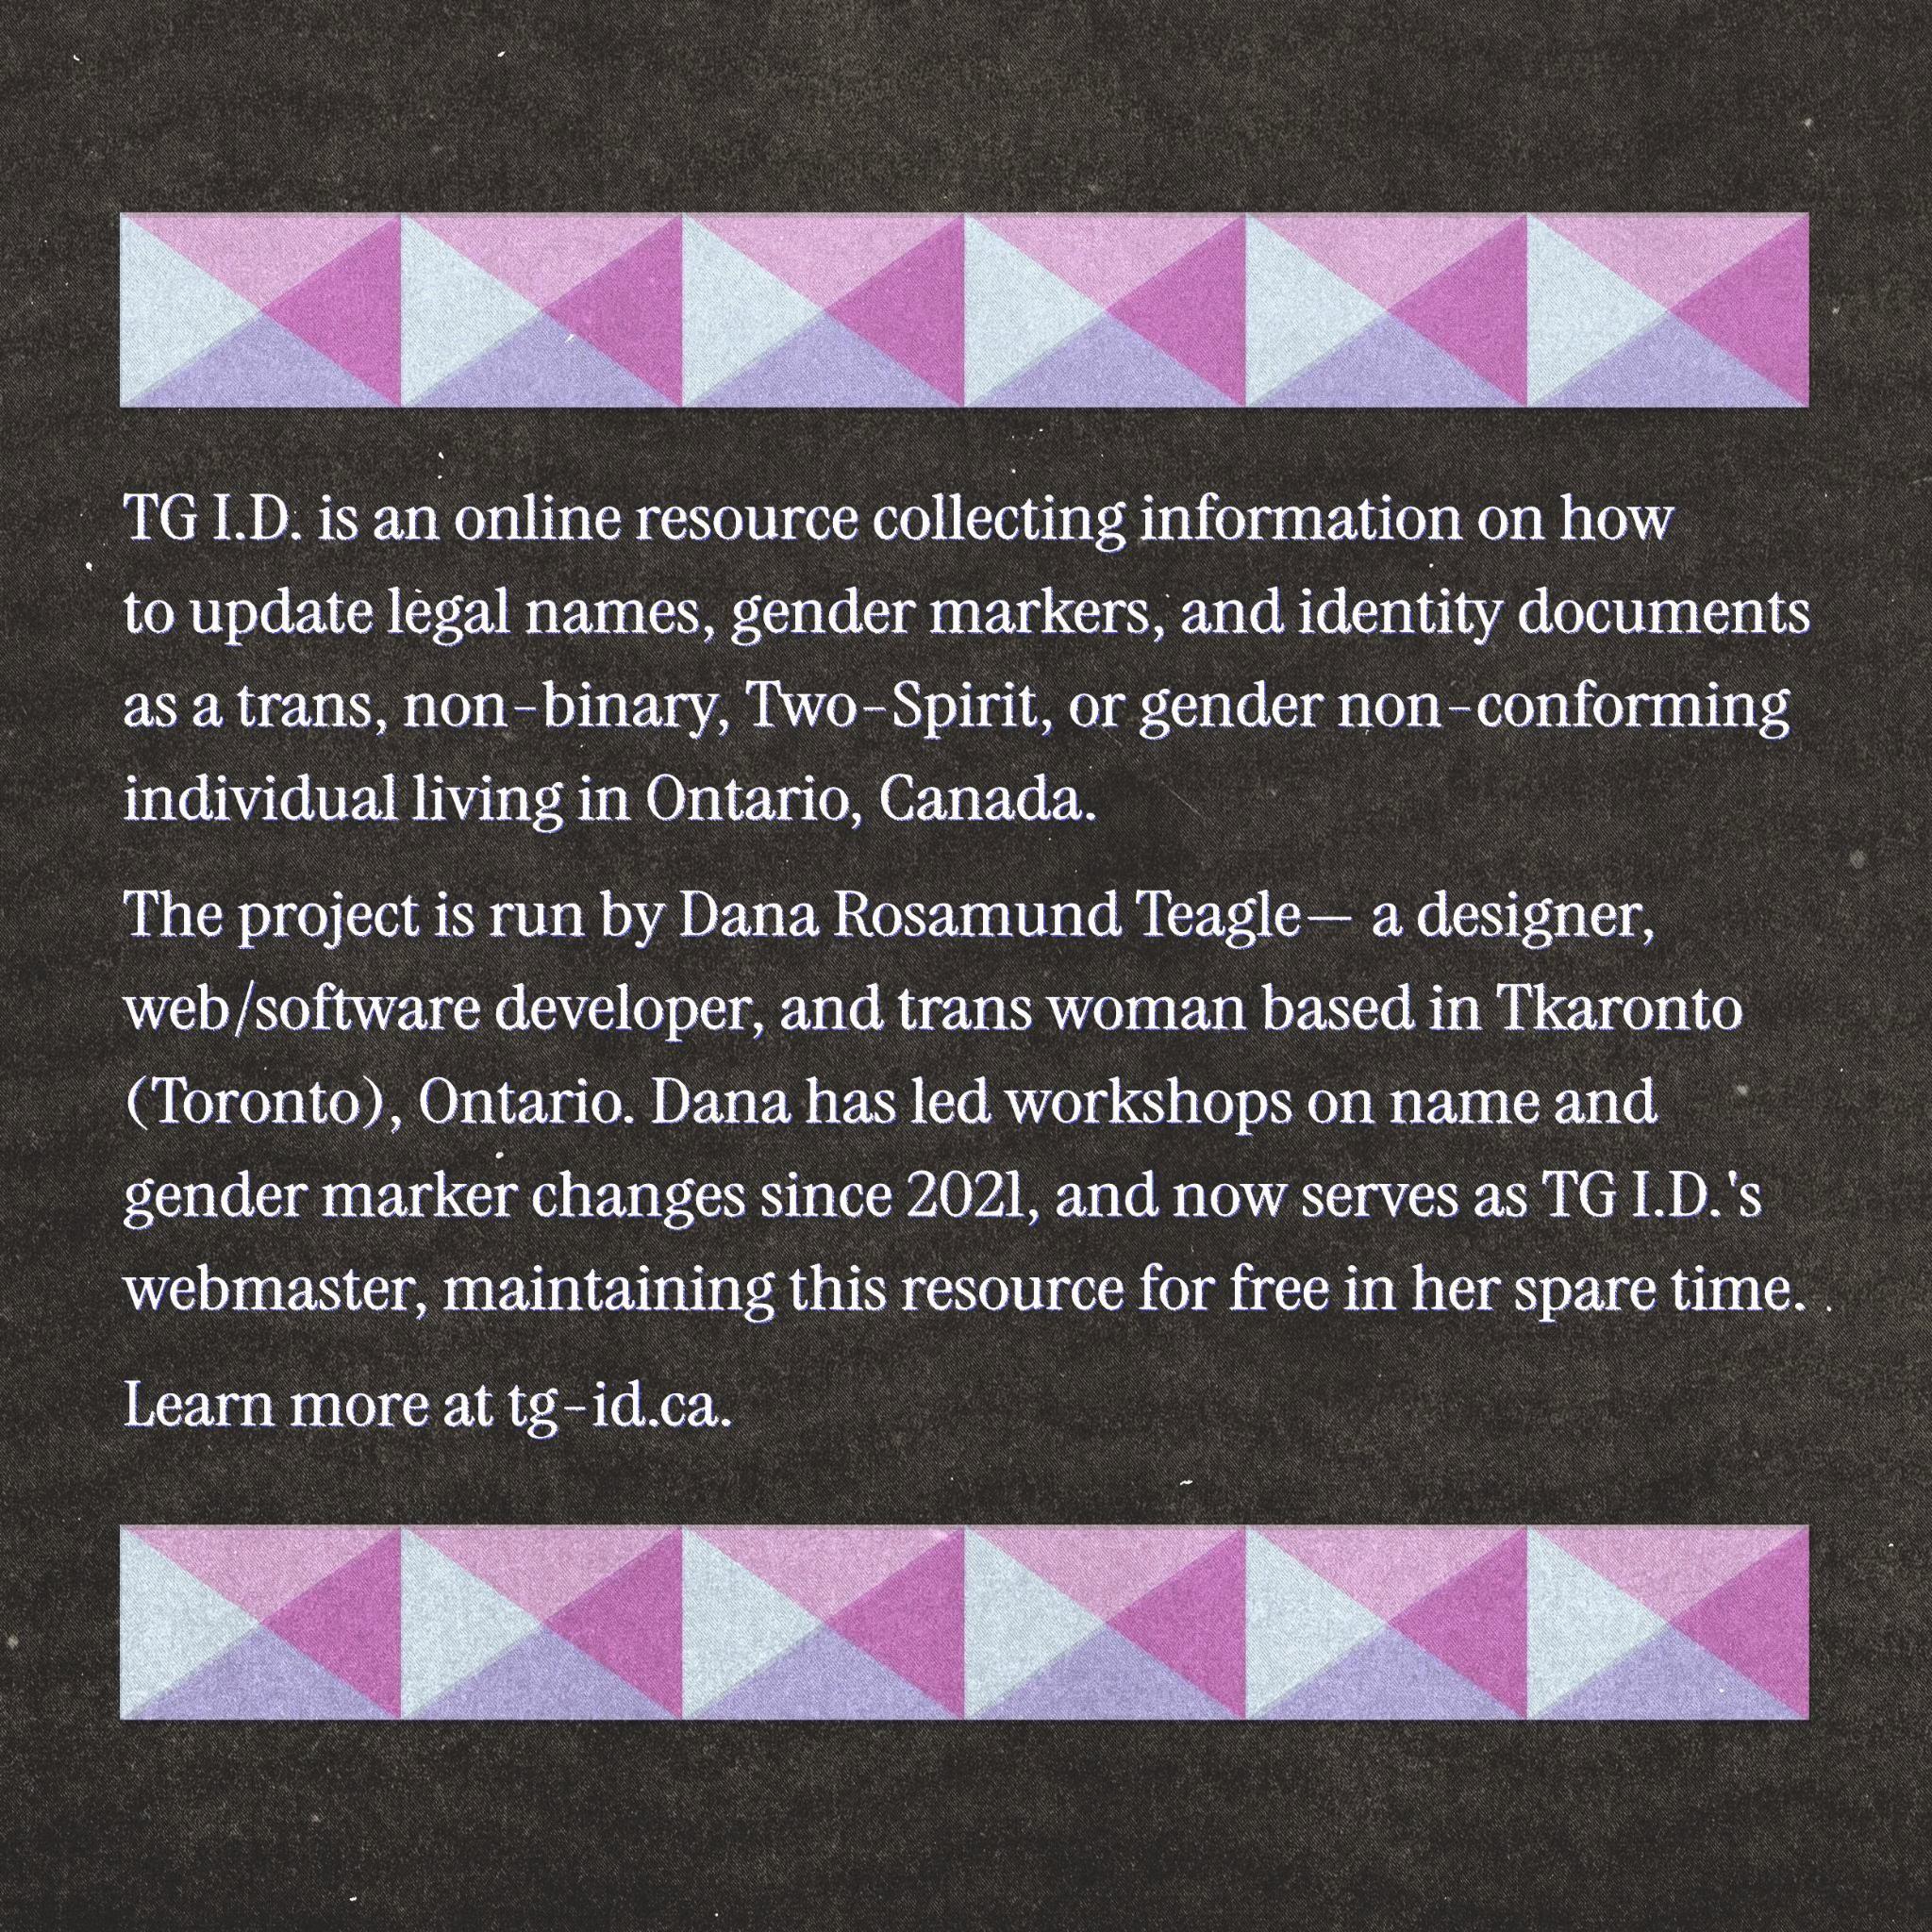 TG I.D. is an online resource collecting information on how
to update legal names, gender markers, and identity documents
as a trans, non-binary, Two-Spirit, or gender non-conforming
individual living in Ontario, Canada.
The project is run by Dana Rosamund Teagle— a designer,
web/software developer, and trans woman based in Tkaronto
(Toronto), Ontario. Dana has led workshops on name and
gender marker changes since 2021, and now serves as TG I.D.'s
webmaster, maintaining this resource for free in her spare time.
Learn more at tg-id.ca.